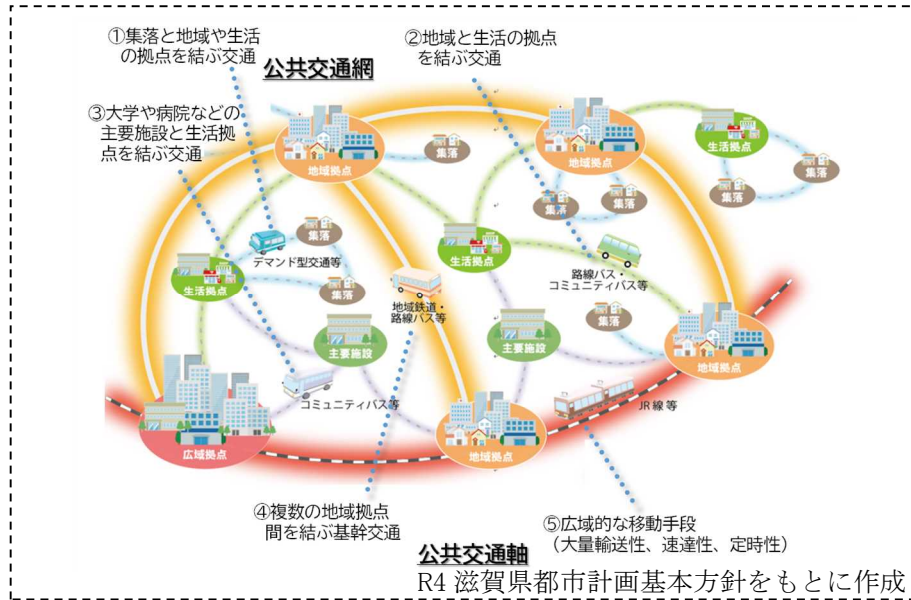 ①集落と地域や生活
の拠点を結ぶ交通
②地域と生活の拠点
を結ぶ交通
公共交通網
③大学や病院などの
主要施設と生活拠
点を結ぶ交通
地域拠点
集落
地域拠点
生活拠点
集落
集落
集落
集落
集落
デマンド型交通等
生活拠点
路線バス・
コミュニティバス等
生活拠点
集落
地域鉄道・
路線バス等
集落
主要施設
主要施設
地域拠点
コミュニティバス等
JR線等
広域拠点
地域拠点
④複数の地域拠点
間を結ぶ基幹交通
⑤広域的な移動手段
（大量輸送性、速達性、定時性）
公共交通軸
R4 滋賀県都市計画基本方針をもとに作成